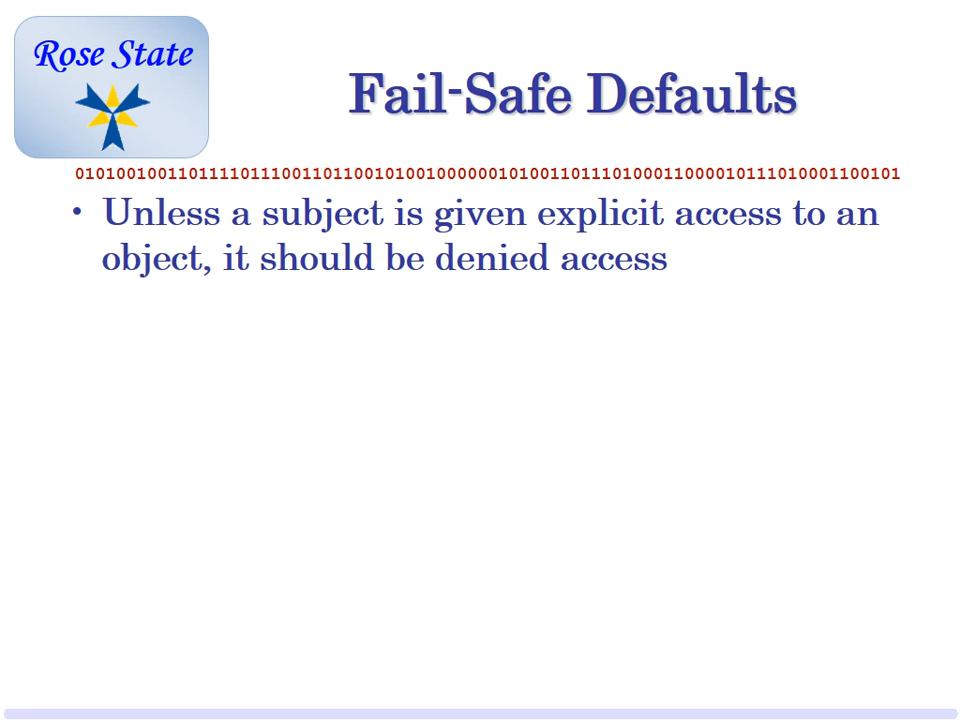 Rose State
Fail-Safe Defaults
01010010011011110111001101100101001000000101001101110100011000010111010001100101
• Unless a subject is given explicit access to an
object, it should be denied access